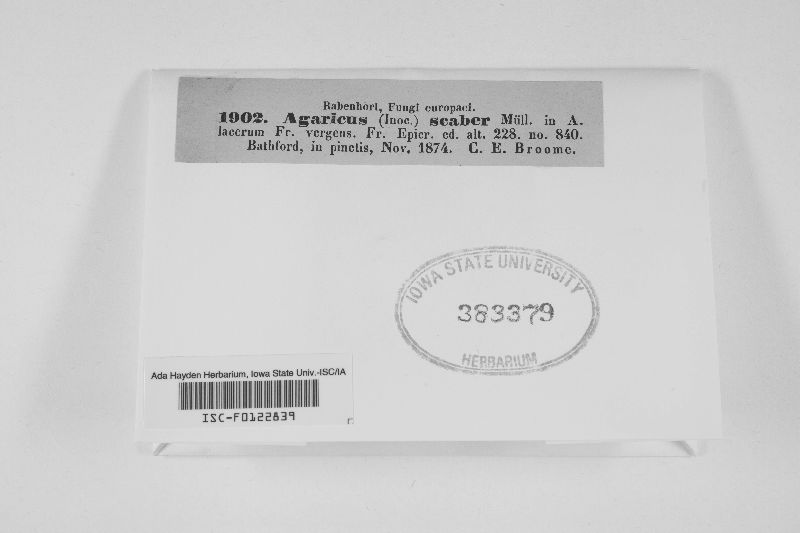 Rabenhorl, Fungi europaei.
1902. Agaricus (Inoc.) scaber Müll. in A.
lacerum Fr. vergens. Fr. Epicr. ed. alt. 228. no. 840.
Bathford, in pinetis, Nov. 1874. C. E. Broome.
IOWA STATE UNIVERSITY
383379
HERBARIUM
Ada Hayden Herbarium, Iowa State Univ.-ISC/IA
ISC-F0122839